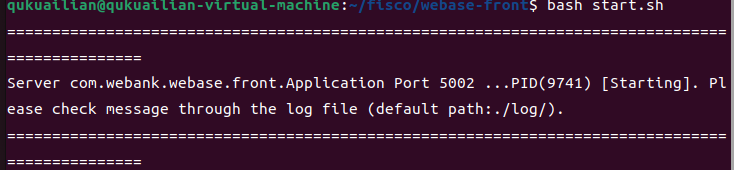 qukuailian@qukuailian-virtual-machine:~/fisco/webase-front$ bash start.sh
================================================================================
===============
Server com.webank.webase.front.Application Port 5002 ...PID(9741) [Starting]. Pl
ease check message through the log file (default path:./log/).
================================================================================
===============